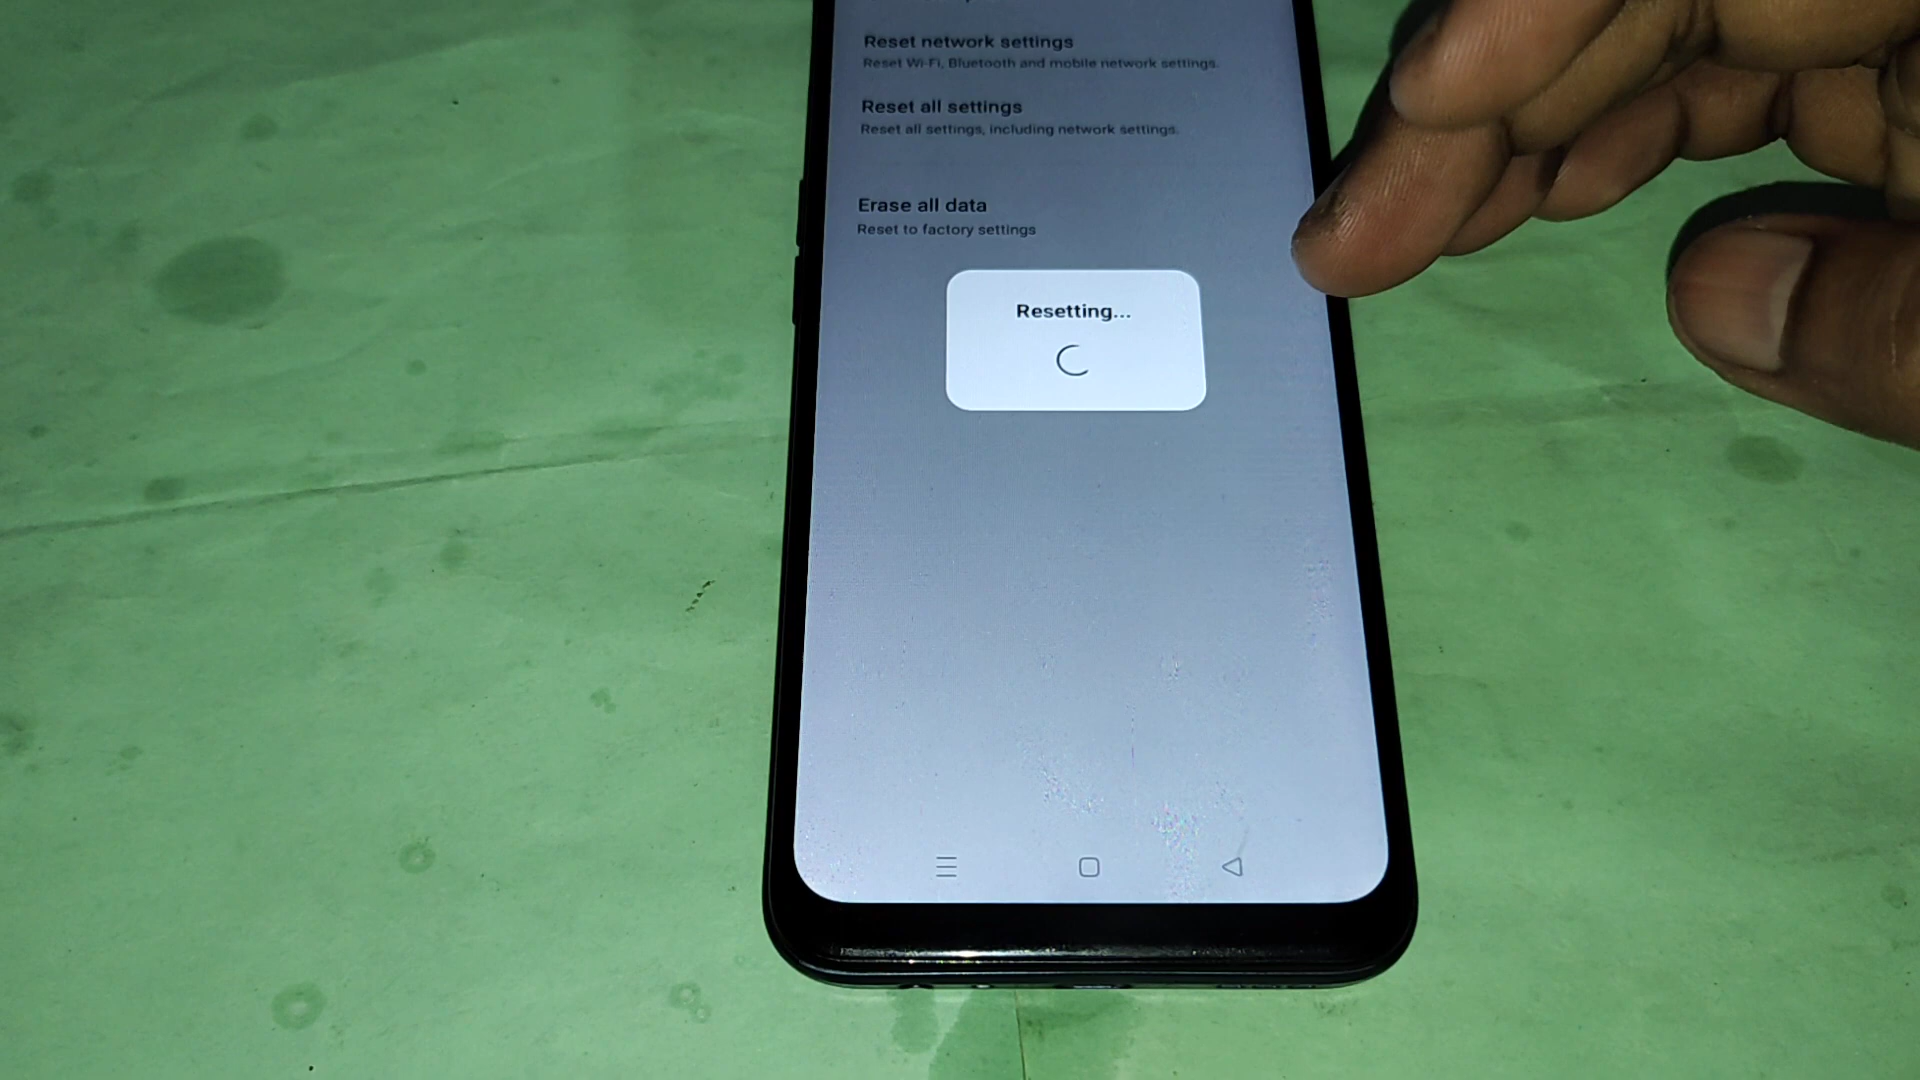 Reset network settings
Reset Wi-Fi, Bluetooth and mobile network settings.
Reset all settings
Reset all settings, including network settings.
Erase all data
Reset to factory settings
Resetting...